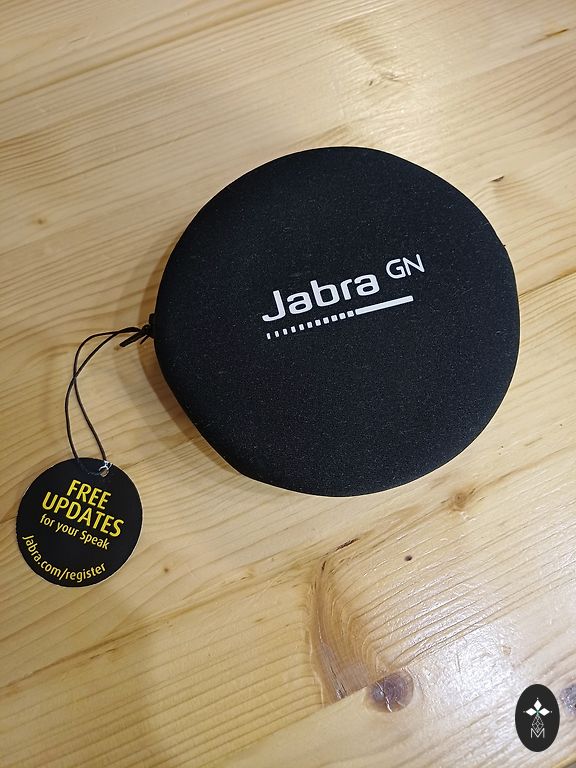 Jabra GN
FREE
UPDATES
for your Speak
Jabra.com/register
M